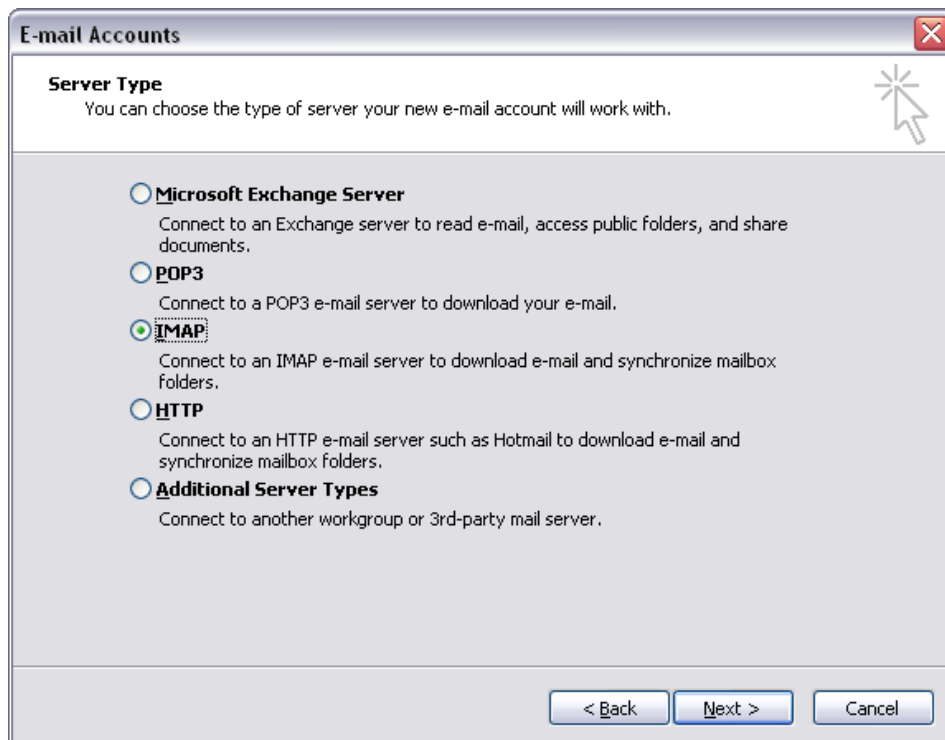 E-mail Accounts
Server Type
You can choose the type of server your new e-mail account will work with.
Microsoft Exchange Server
Connect to an Exchange server to read e-mail, access public folders, and share
documents.
POP3
Connect to a POP3 e-mail server to download your e-mail.
IMAP
Connect to an IMAP e-mail server to download e-mail and synchronize mailbox
folders.
HTTP
Connect to an HTTP e-mail server such as Hotmail to download e-mail and
synchronize mailbox folders.
Additional Server Types
Connect to another workgroup or 3rd-party mail server.
< Back Next > Cancel